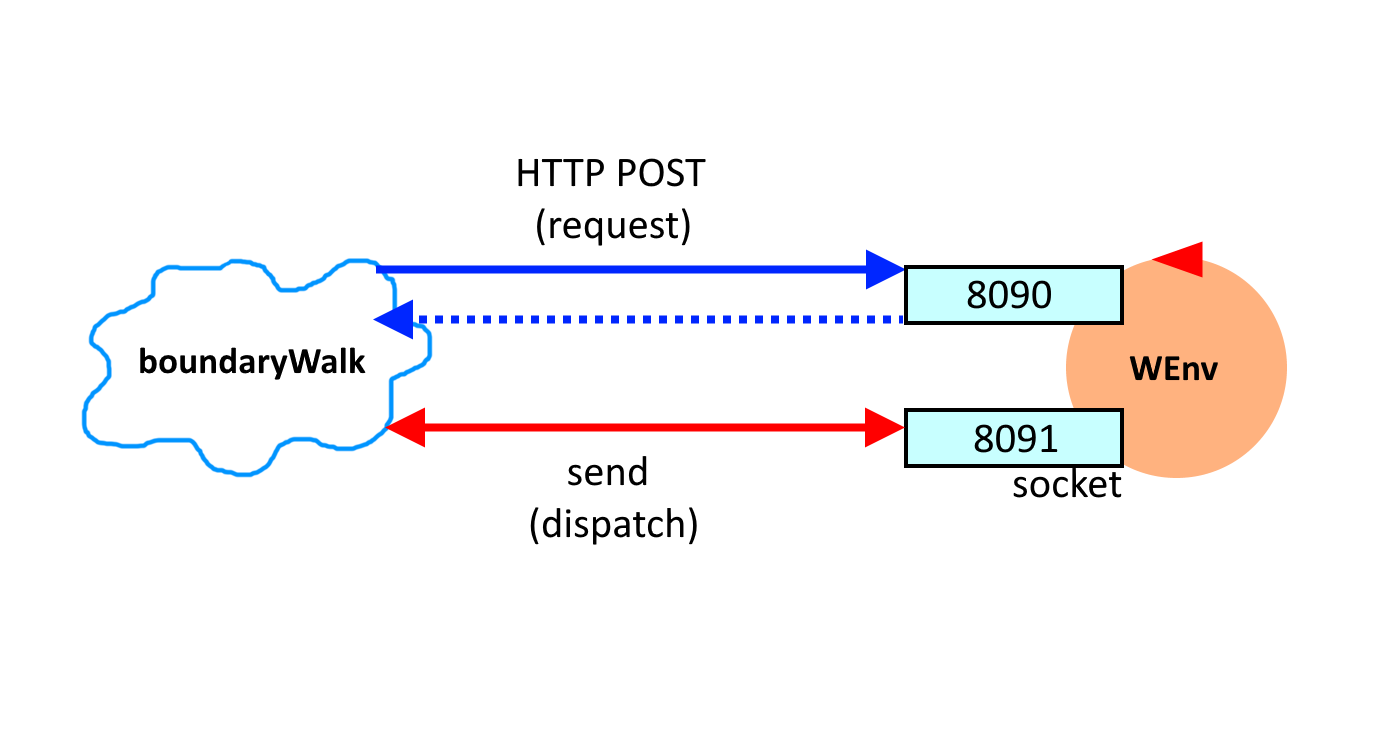 HTTP POST
(request)
8090
boundaryWalk
WEnv
8091
send
socket
(dispatch)